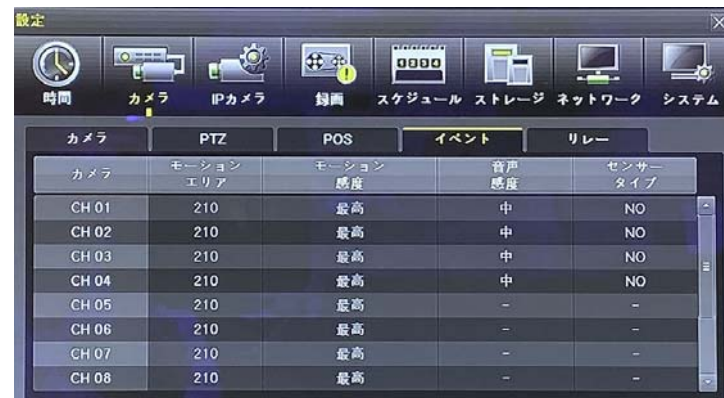 設定
時間 カメラ IPカメラ 録画 スケジュール ストレージ ネットワーク システム
カメラ PTZ POS イベント リレー
カメラ モーションエリア モーション感度 音声感度 センサータイプ
CH 01 210 最高 中 NO
CH 02 210 最高 中 NO
CH 03 210 最高 中 NO
CH 04 210 最高 中 NO
CH 05 210 最高 - -
CH 06 210 最高 - -
CH 07 210 最高 - -
CH 08 210 最高 - -